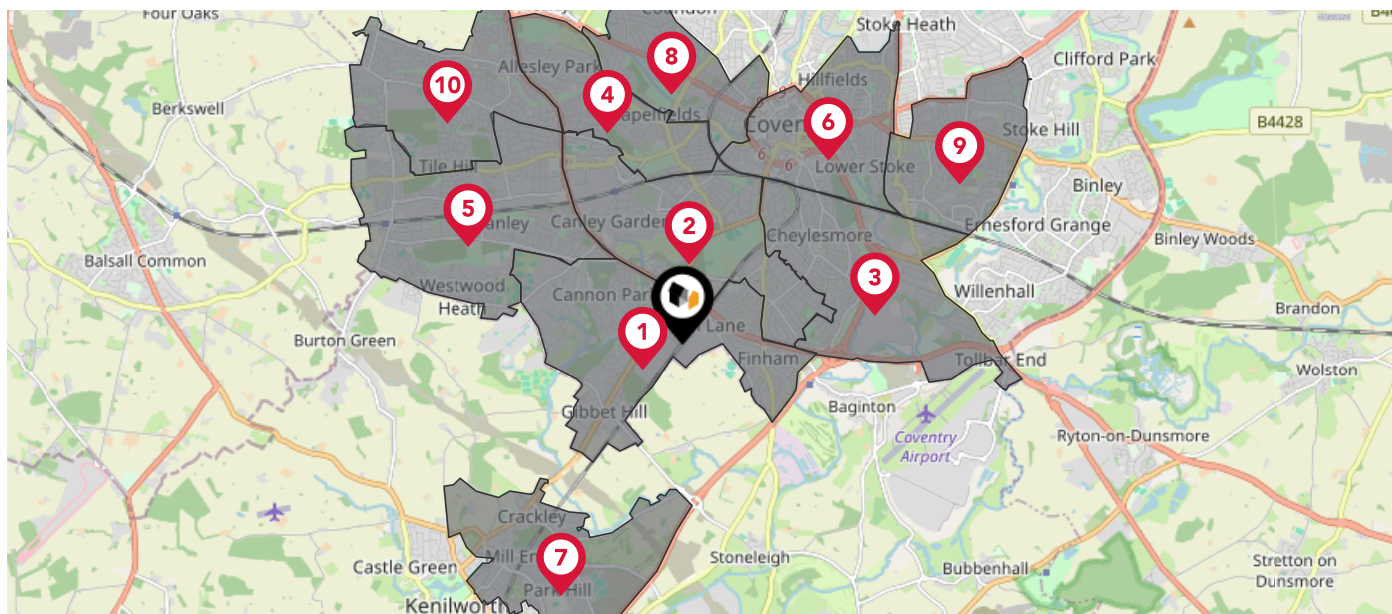 Four Oaks
Stoke Heath
Allesley Park
8
Clifford Park
10
Hillfields
4
Berkswell
6
B4428
Stoke Hill
9
6
6
Lower Stoke
Tile Hill
Binley
5
2
Canley Garden
Ernesford Grange
Cheylesmore
Binley Woods
Balsall Common
3
Westwood
Heath
Cannon Park
Willenhall
Brandon
1
Lane
Burton Green
Finham
Tollbar End
Wolston
Baginton
Gibbet Hill
Coventry
Airport
Ryton-on-Dunsmore
Crackley
7
Mill En
Stoneleigh
Castle Green
Bubbenhall
Stretton on
Dunsmore
Park Hill
Kenilworth